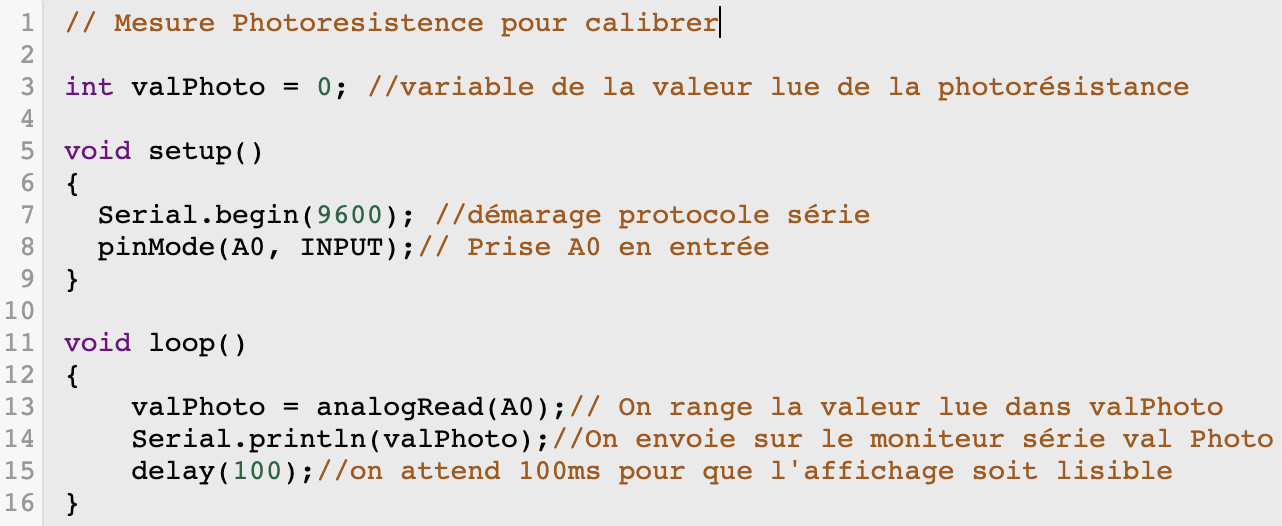 1 // Mesure Photoresistence pour calibrer
2
3 int valPhoto = 0; //variable de la valeur lue de la photorésistance
4
5 void setup()
6 {
7   Serial.begin(9600); //démarage protocole série
8   pinMode(A0, INPUT);// Prise A0 en entrée
9 }
10
11 void loop()
12 {
13     valPhoto = analogRead(A0);// On range la valeur lue dans valPhoto
14     Serial.println(valPhoto);//On envoie sur le moniteur série val Photo
15     delay(100);//on attend 100ms pour que l'affichage soit lisible
16 }